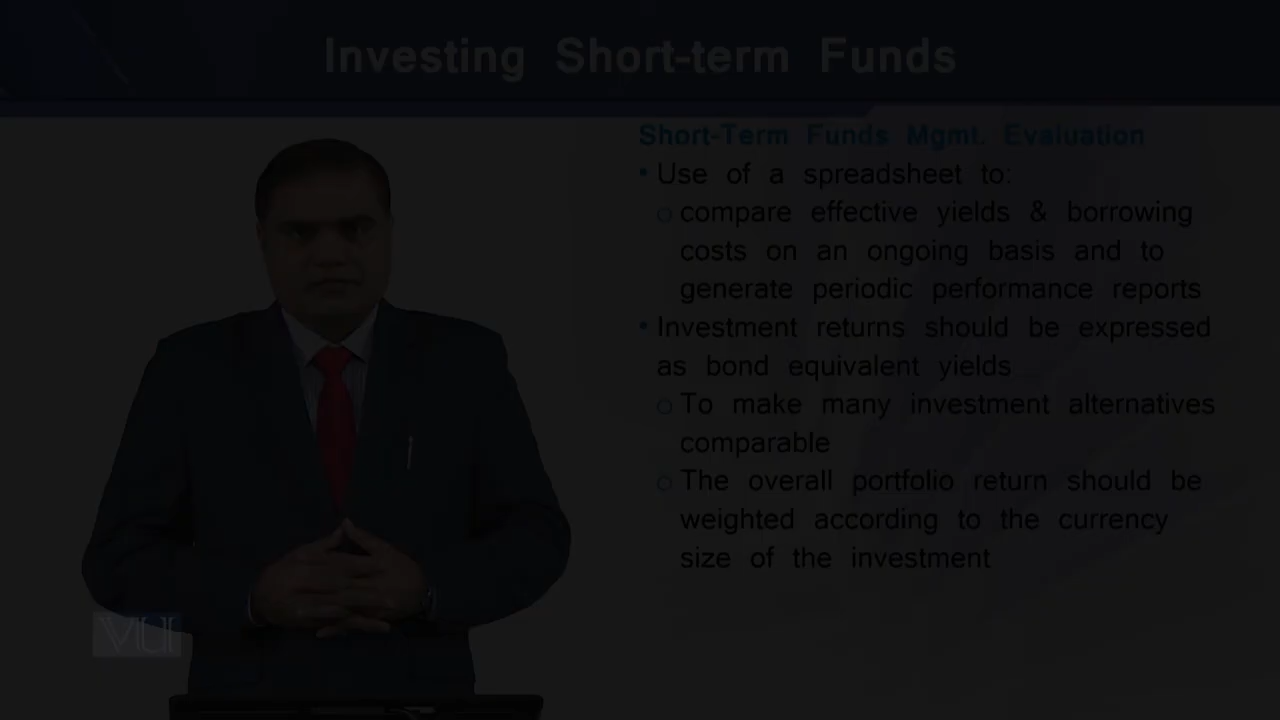 Investing Short-term Funds
Short-Term Funds Mgmt. Evaluation
• Use of a spreadsheet to:
o compare effective yields & borrowing
costs on an ongoing basis and to
generate periodic performance reports
• Investment returns should be expressed
as bond equivalent yields
o To make many investment alternatives
comparable
o The overall portfolio return should be
weighted according to the currency
size of the investment
VU